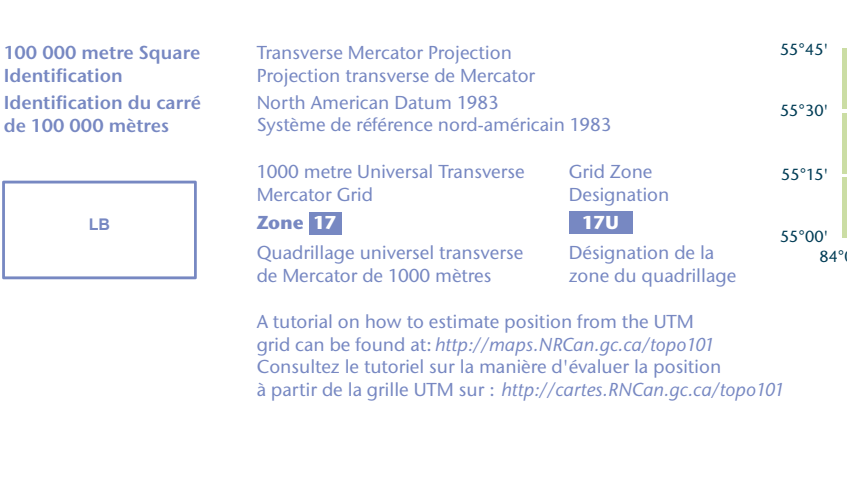 100 000 metre Square
Identification
Identification du carré
de 100 000 mètres
LB
Transverse Mercator Projection
Projection transverse de Mercator
North American Datum 1983
Système de référence nord-américain 1983
1000 metre Universal Transverse
Mercator Grid
Zone 17
Quadrillage universel transverse
de Mercator de 1000 mètres
Grid Zone
Designation
17U
Désignation de la
zone du quadrillage
A tutorial on how to estimate position from the UTM
grid can be found at: http://maps.NRCan.gc.ca/topo101
Consultez le tutoriel sur la manière d'évaluer la position
à partir de la grille UTM sur : http://cartes.RNCan.gc.ca/topo101
55°45'
55°30'
55°15'
55°00'